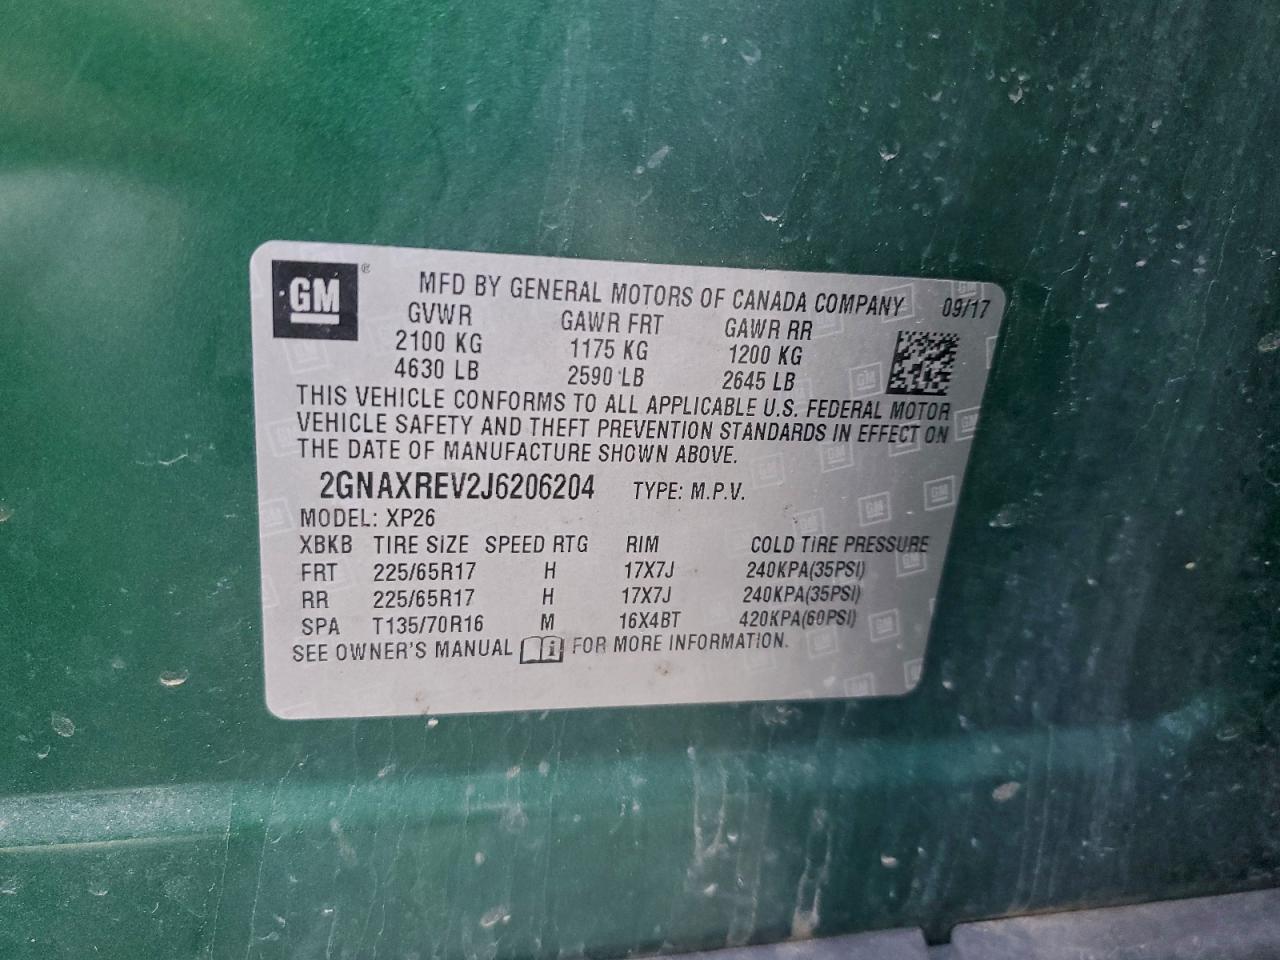 GM ®
MFD BY GENERAL MOTORS OF CANADA COMPANY 09/17
GVWR GAWR FRT GAWR RR
2100 KG 1175 KG 1200 KG
4630 LB 2590 LB 2645 LB
THIS VEHICLE CONFORMS TO ALL APPLICABLE U.S. FEDERAL MOTOR
VEHICLE SAFETY AND THEFT PREVENTION STANDARDS IN EFFECT ON
THE DATE OF MANUFACTURE SHOWN ABOVE.
2GNAXREV2J6206204 TYPE: M.P.V.
MODEL: XP26
XBKB TIRE SIZE SPEED RTG RIM COLD TIRE PRESSURE
FRT 225/65R17 H 17X7J 240KPA(35PSI)
RR 225/65R17 H 17X7J 240KPA(35PSI)
SPA T135/70R16 M 16X4BT 420KPA(60PSI)
SEE OWNER'S MANUAL i FOR MORE INFORMATION.